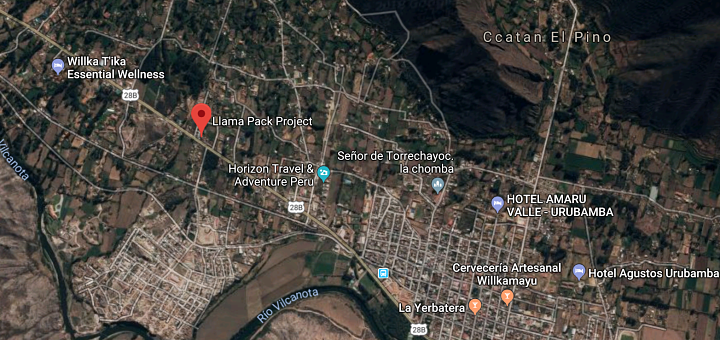 Ccatan El Pino
Willka T'ika
Essential Wellness
28B
Llama Pack Project
Señor de Torrechayoc.
la chomba
Horizon Travel &
Adventure Peru
HOTEL AMARU
VALLE - URUBAMBA
28B
Vilcanota
Cervecería Artesanal
Willkamayu
Hotel Agustos Urubamba
Río Vilcanota
La Yerbatera
28B